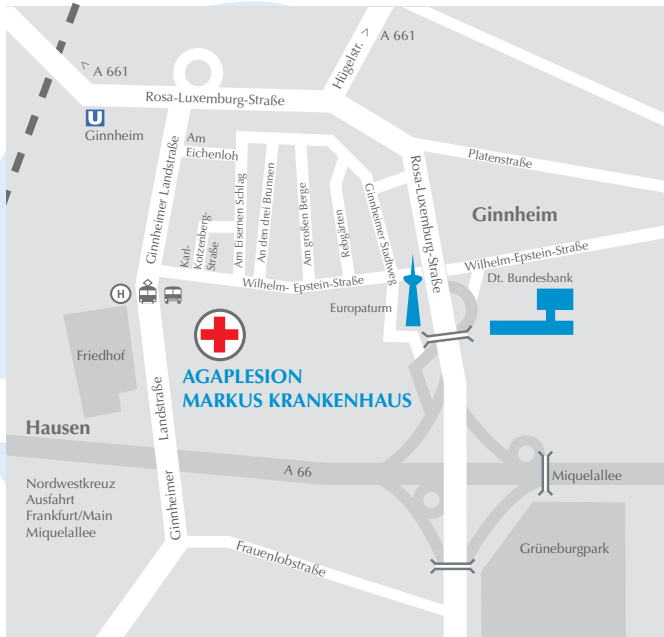 A 661
Hügelstr.
A 661
Rosa-Luxemburg-Straße
U
Ginnheim
Am
Eichenloh
Platenstraße
Ginnheimer Landstraße
Karl-
Kotzenberg-
Straße
Am Eisernen Schlag
An den drei Brunnen
Am großen Berge
Rebgärten
Ginnheimer Stadtweg
Rosa-Luxemburg-Straße
Ginnheim
Wilhelm-Epstein-Straße
Wilhelm- Epstein-Straße
Dt. Bundesbank
H
Europaturm
Friedhof
AGAPLESION
MARKUS KRANKENHAUS
Hausen
Ginnheimer Landstraße
A 66
Miquelallee
Nordwestkreuz
Ausfahrt
Frankfurt/Main
Miquelallee
Frauenlobstraße
Grüneburgpark